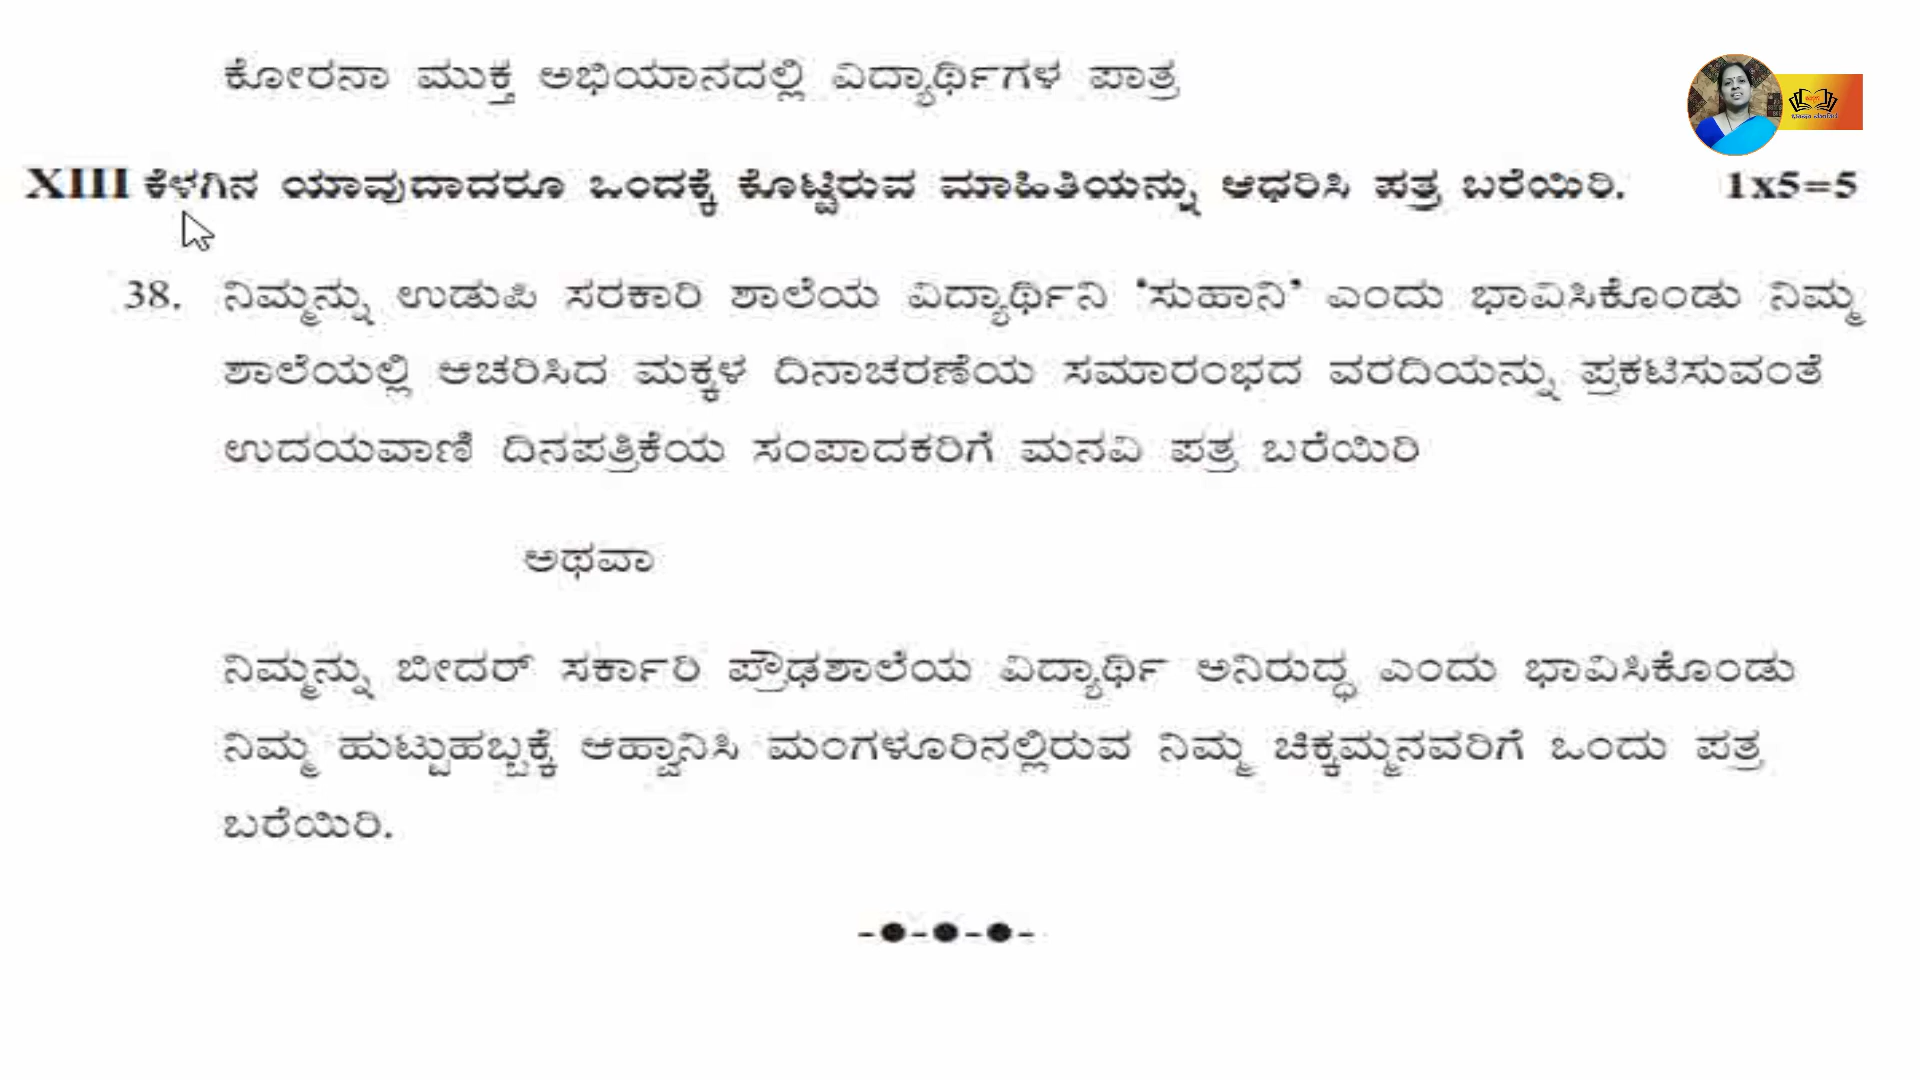 ಕೋರನಾ ಮುಕ್ತ ಅಭಿಯಾನದಲ್ಲಿ ವಿದ್ಯಾರ್ಥಿಗಳ ಪಾತ್ರ
XIII ಕೆಳಗಿನ ಯಾವುದಾದರೂ ಒಂದಕ್ಕೆ ಕೊಟ್ಟಿರುವ ಮಾಹಿತಿಯನ್ನು ಆಧರಿಸಿ ಪತ್ರ ಬರೆಯಿರಿ. 1x5=5
38. ನಿಮ್ಮನ್ನು ಉಡುಪಿ ಸರಕಾರಿ ಶಾಲೆಯ ವಿದ್ಯಾರ್ಥಿನಿ ‘ಸುಹಾನಿ’ ಎಂದು ಭಾವಿಸಿಕೊಂಡು ನಿಮ್ಮ
ಶಾಲೆಯಲ್ಲಿ ಆಚರಿಸಿದ ಮಕ್ಕಳ ದಿನಾಚರಣೆಯ ಸಮಾರಂಭದ ವರದಿಯನ್ನು ಪ್ರಕಟಿಸುವಂತೆ
ಉದಯವಾಣಿ ದಿನಪತ್ರಿಕೆಯ ಸಂಪಾದಕರಿಗೆ ಮನವಿ ಪತ್ರ ಬರೆಯಿರಿ
ಅಥವಾ
ನಿಮ್ಮನ್ನು ಬೀದರ್ ಸರ್ಕಾರಿ ಪ್ರೌಢಶಾಲೆಯ ವಿದ್ಯಾರ್ಥಿ ಅನಿರುದ್ಧ ಎಂದು ಭಾವಿಸಿಕೊಂಡು
ನಿಮ್ಮ ಹುಟ್ಟುಹಬ್ಬಕ್ಕೆ ಆಹ್ವಾನಿಸಿ ಮಂಗಳೂರಿನಲ್ಲಿರುವ ನಿಮ್ಮ ಚಿಕ್ಕಮ್ಮನವರಿಗೆ ಒಂದು ಪತ್ರ
ಬರೆಯಿರಿ.